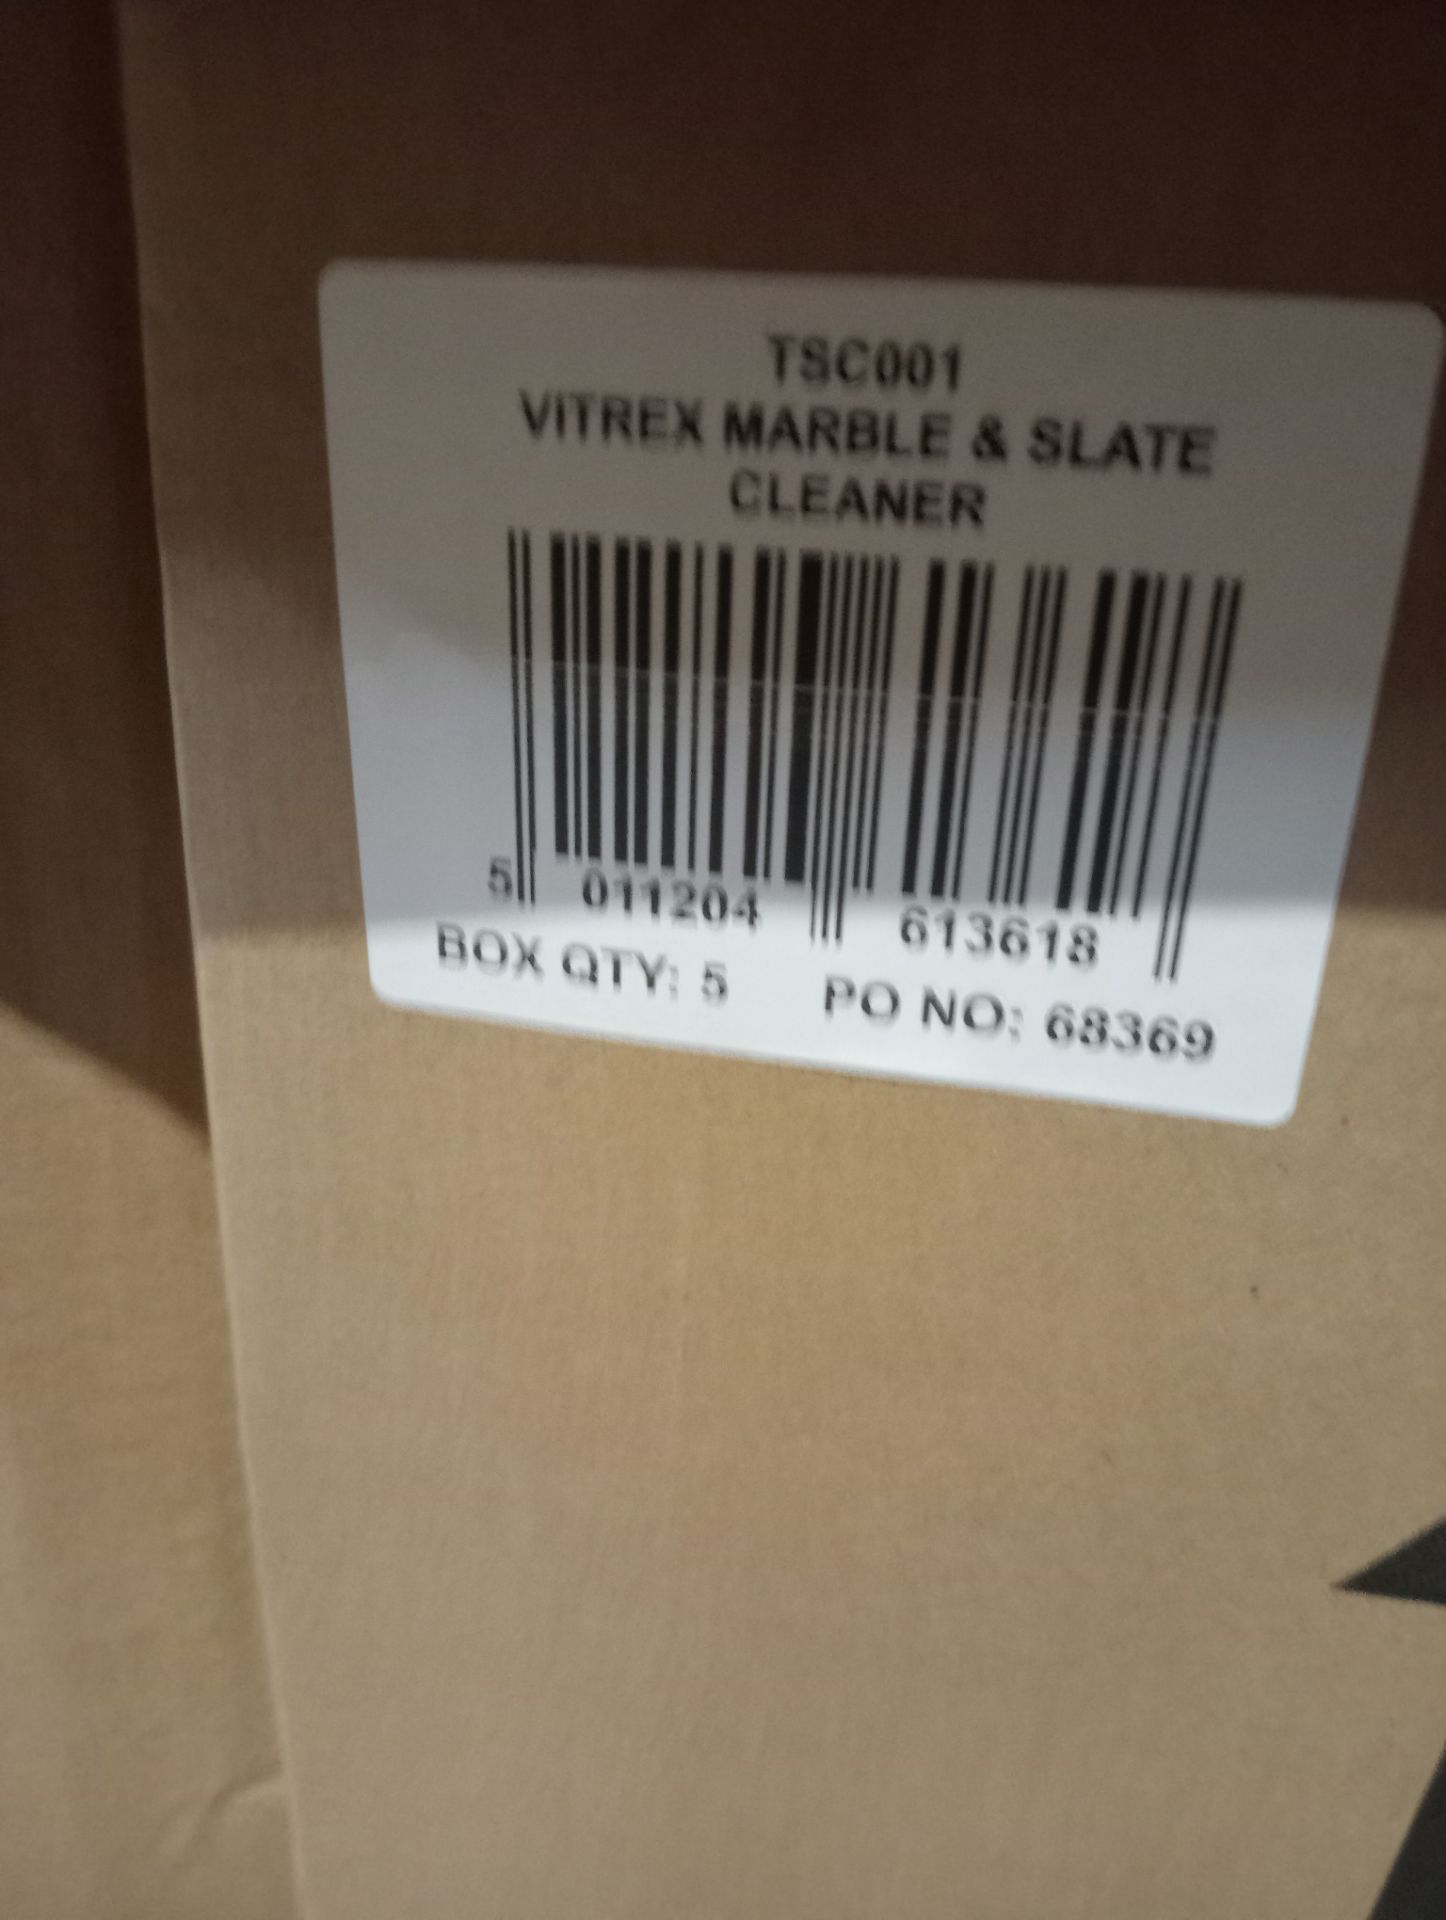 TSC001
VITREX MARBLE & SLATE
CLEANER
5 011204 613618
BOX QTY: 5 PO NO: 68369